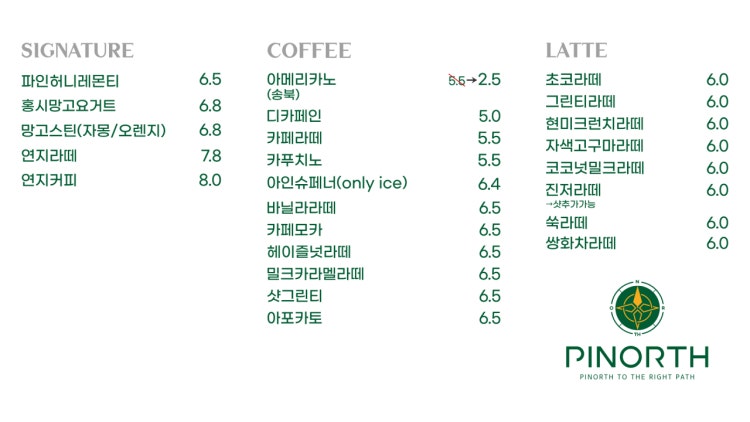 SIGNATURE
파인허니레몬티 6.5
홍시망고요거트 6.8
망고스틴(자몽/오렌지) 6.8
연지라떼 7.8
연지커피 8.0
COFFEE
아메리카노 5.5→2.5
(송북)
디카페인 5.0
카페라떼 5.5
카푸치노 5.5
아인슈페너(only ice) 6.4
바닐라라떼 6.5
카페모카 6.5
헤이즐넛라떼 6.5
밀크카라멜라떼 6.5
샷그린티 6.5
아포카토 6.5
LATTE
초코라떼 6.0
그린티라떼 6.0
현미크런치라떼 6.0
자색고구마라떼 6.0
코코넛밀크라떼 6.0
진저라떼 6.0
→샷추가가능
쑥라떼 6.0
쌍화차라떼 6.0
N
O
R
TH
PINORTH
PINORTH TO THE RIGHT PATH